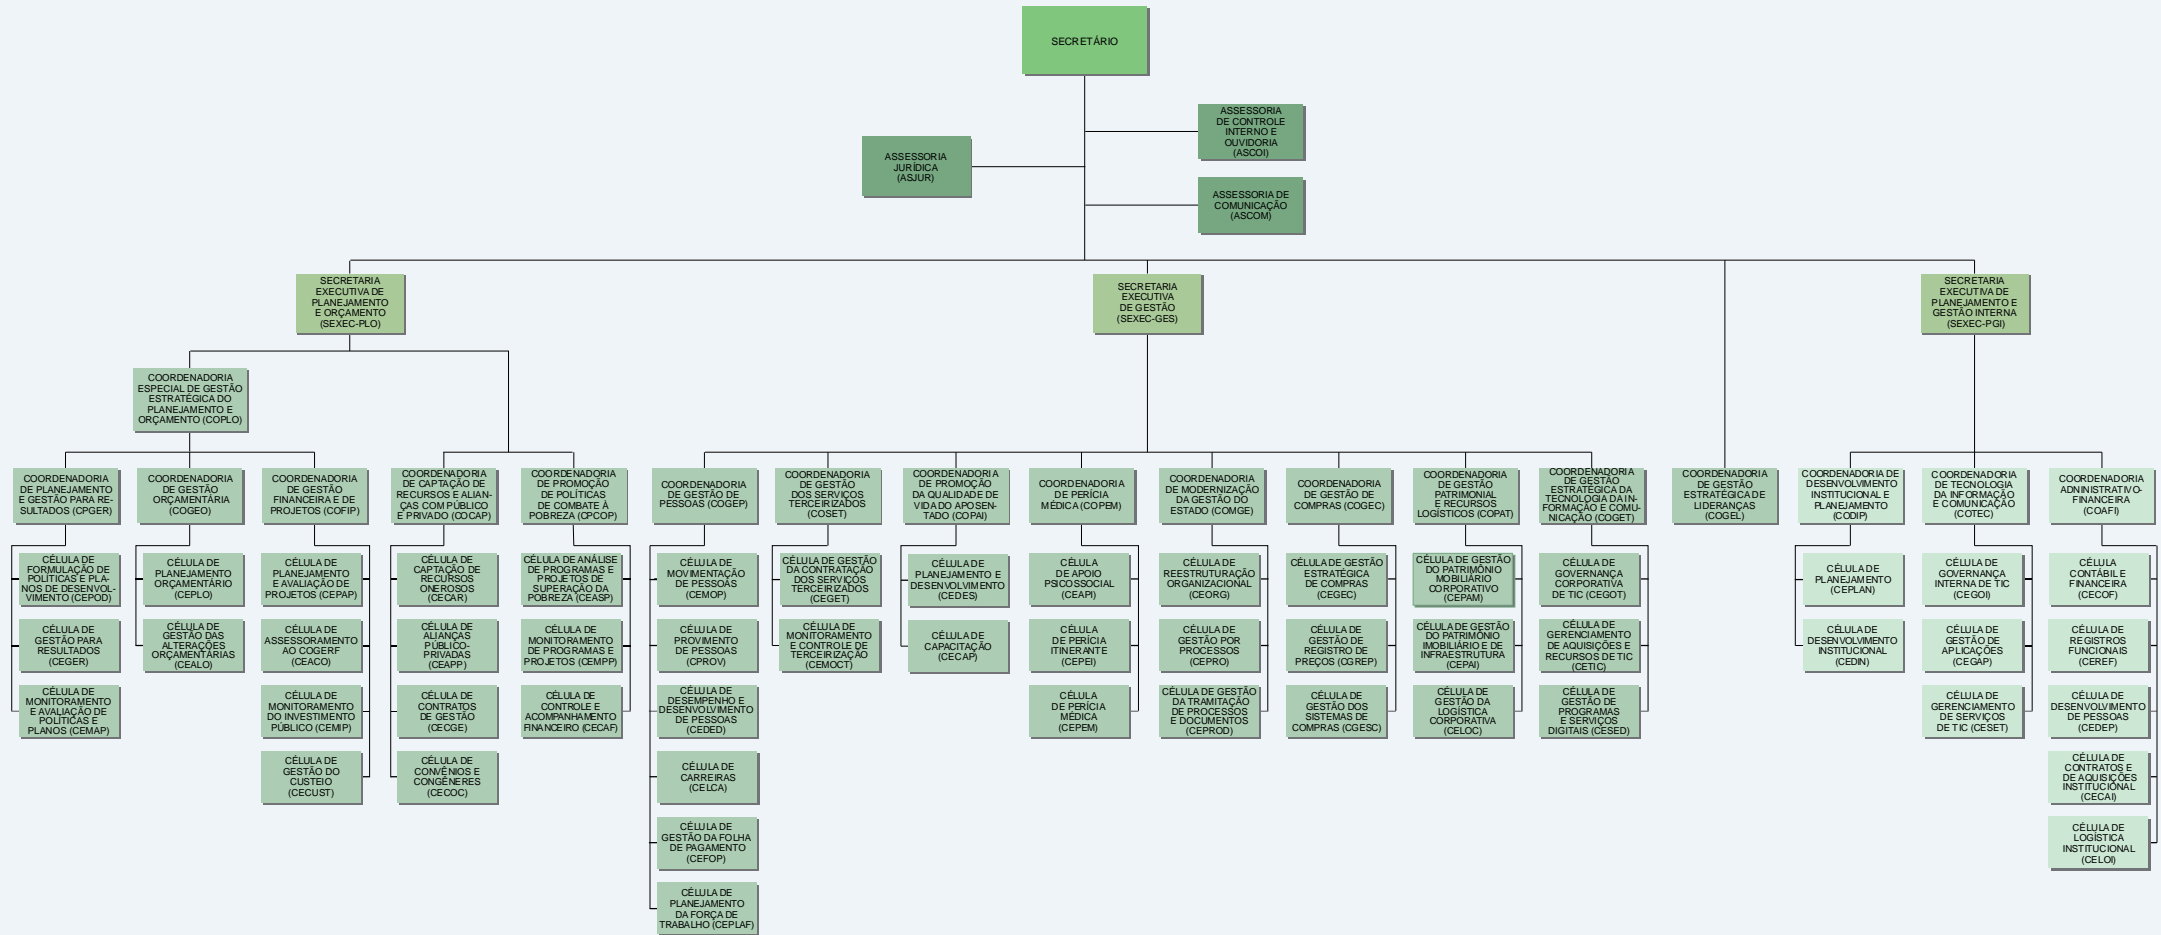 SECRETÁRIO
ASSESSORIA
DE CONTROLE
INTERNO E
OUVIDORIA
(ASCOI)
ASSESSORIA
JURÍDICA
(ASJUR)
ASSESSORIA DE
COMUNICAÇÃO
(ASCOM)
SECRETARIA
EXECUTIVA DE
PLANEJAMENTO
E ORÇAMENTO
(SEXEC-PLO)
SECRETARIA
EXECUTIVA
DE GESTÃO
(SEXEC-GES)
SECRETARIA
EXECUTIVA DE
PLANEJAMENTO E
GESTÃO INTERNA
(SEXEC-PGI)
COORDENADORIA
ESPECIAL DE GESTÃO
ESTRATÉGICA DO
PLANEJAMENTO E
ORÇAMENTO (COPLO)
COORDENADORIA
DE PLANEJAMENTO
E GESTÃO PARA RE-
SULTADOS (CPGER)
COORDENADORIA
DE GESTÃO
ORÇAMENTÁRIA
(COGEO)
COORDENADORIA
DE GESTÃO
FINANCEIRA E DE
PROJETOS (COFIP)
COORDENADORIA
DE CAPTAÇÃO DE
RECURSOS E ALIAN-
ÇAS COM PÚBLICO
E PRIVADO (COCAP)
COORDENADORIA
DE PROMOÇÃO
DE POLÍTICAS
DE COMBATE À
POBREZA (CPCOP)
COORDENADORIA
DE GESTÃO DE
PESSOAS (COGEP)
COORDENADORIA
DE GESTÃO
DOS SERVIÇOS
TERCEIRIZADOS
(COSET)
COORDENADORIA
DE PROMOÇÃO
DA QUALIDADE DE
VIDA DO APOSEN-
TADO (COPAI)
COORDENADORIA
DE PERÍCIA
MÉDICA (COPEM)
COORDENADORIA
DE MODERNIZAÇÃO
DA GESTÃO DO
ESTADO (COMGE)
COORDENADORIA
DE GESTÃO DE
COMPRAS (COGEC)
COORDENADORIA
DE GESTÃO
PATRIMONIAL
E RECURSOS
LOGÍSTICOS (COPAT)
COORDENADORIA
DE GESTÃO
ESTRATÉGICA DA
TECNOLOGIA DA IN-
FORMAÇÃO E COMU-
NICAÇÃO (COGET)
COORDENADORIA
DE GESTÃO
ESTRATÉGICA DE
LIDERANÇAS
(COGEL)
COORDENADORIA DE
DESENVOLVIMENTO
INSTITUCIONAL E
PLANEJAMENTO
(CODIP)
COORDENADORIA
DE TECNOLOGIA
DA INFORMAÇÃO
E COMUNICAÇÃO
(COTEC)
COORDENADORIA
ADNINISTRATIVO-
FINANCEIRA
(COAFI)
CÉLULA DE
FORMULAÇÃO DE
POLÍTICAS E PLA-
NOS DE DESENVOL-
VIMENTO (CEPOD)
CÉLULA DE
GESTÃO PARA
RESULTADOS
(CEGER)
CÉLULA DE
MONITORAMENTO
E AVALIAÇÃO DE
POLÍTICAS E
PLANOS (CEMAP)
CÉLULA DE
PLANEJAMENTO
ORÇAMENTÁRIO
(CEPLO)
CÉLULA DE
GESTÃO DAS
ALTERAÇÕES
ORÇAMENTÁRIAS
(CEALO)
CÉLULA DE
PLANEJAMENTO
E AVALIAÇÃO DE
PROJETOS (CEPAP)
CÉLULA DE
ASSESSORAMENTO
AO COGERF
(CEACO)
CÉLULA DE
MONITORAMENTO
DO INVESTIMENTO
PÚBLICO (CEMIP)
CÉLULA DE
GESTÃO DO
CUSTEIO
(CECUST)
CÉLULA DE
CAPTAÇÃO DE
RECURSOS
ONEROSOS
(CECAR)
CÉLULA DE
ALIANÇAS
PÚBLICO-
PRIVADAS
(CEAPP)
CÉLULA DE
CONTRATOS
DE GESTÃO
(CECGE)
CÉLULA DE
CONVÊNIOS E
CONGÊNERES
(CECOC)
CÉLULA DE ANÁLISE
DE PROGRAMAS E
PROJETOS DE
SUPERAÇÃO DA
POBREZA (CEASP)
CÉLULA DE
MONITORAMENTO
DE PROGRAMAS E
PROJETOS (CEMPP)
CÉLULA DE
CONTROLE E
ACOMPANHAMENTO
FINANCEIRO (CECAF)
CÉLULA DE
MOVIMENTAÇÃO
DE PESSOAS
(CEMOP)
CÉLULA DE
PROVIMENTO
DE PESSOAS
(CPROV)
CÉLULA DE
DESEMPENHO E
DESENVOLVIMENTO
DE PESSOAS
(CEDED)
CÉLULA DE
CARREIRAS
(CELCA)
CÉLULA DE
GESTÃO DA FOLHA
DE PAGAMENTO
(CEFOP)
CÉLULA DE
PLANEJAMENTO
DA FORÇA DE
TRABALHO (CEPLAF)
CÉLULA DE GESTÃO
DA CONTRATAÇÃO
DOS SERVIÇOS
TERCEIRIZADOS
(CEGET)
CÉLULA DE
MONITORAMENTO
E CONTROLE DE
TERCEIRIZAÇÃO
(CEMOCT)
CÉLULA DE
PLANEJAMENTO E
DESENVOLVIMENTO
(CEDES)
CÉLULA DE
CAPACITAÇÃO
(CECAP)
CÉLULA
DE APOIO
PSICOSSOCIAL
(CEAPI)
CÉLULA
DE PERÍCIA
ITINERANTE
(CEPEI)
CÉLULA
DE PERÍCIA
MÉDICA
(CEPEM)
CÉLULA DE
REESTRUTURAÇÃO
ORGANIZACIONAL
(CEORG)
CÉLULA DE
GESTÃO POR
PROCESSOS
(CEPRO)
CÉLULA DE GESTÃO
DA TRAMITAÇÃO
DE PROCESSOS
E DOCUMENTOS
(CEPROD)
CÉLULA DE GESTÃO
ESTRATÉGICA
DE COMPRAS
(CEGEC)
CÉLULA DE
GESTÃO DE
REGISTRO DE
PREÇOS (CGREP)
CÉLULA DE
GESTÃO DOS
SISTEMAS DE
COMPRAS (CGESC)
CÉLULA DE GESTÃO
DO PATRIMÔNIO
MOBILIÁRIO
CORPORATIVO
(CEPAM)
CÉLULA DE GESTÃO
DO PATRIMÔNIO
IMOBILIÁRIO E DE
INFRAESTRUTURA
(CEPAI)
CÉLULA DE
GESTÃO DA
LOGÍSTICA
CORPORATIVA
(CELOC)
CÉLULA DE
GOVERNANÇA
CORPORATIVA
DE TIC (CEGOT)
CÉLULA DE
GERENCIAMENTO
DE AQUISIÇÕES E
RECURSOS DE TIC
(CETIC)
CÉLULA DE
GESTÃO DE
PROGRAMAS
E SERVIÇOS
DIGITAIS (CESED)
CÉLULA DE
PLANEJAMENTO
(CEPLAN)
CÉLULA DE
DESENVOLVIMENTO
INSTITUCIONAL
(CEDIN)
CÉLULA DE
GOVERNANÇA
INTERNA DE TIC
(CEGOI)
CÉLULA DE
GESTÃO DE
APLICAÇÕES
(CEGAP)
CÉLULA DE
GERENCIAMENTO
DE SERVIÇOS
DE TIC (CESET)
CÉLULA
CONTÁBIL E
FINANCEIRA
(CECOF)
CÉLULA DE
REGISTROS
FUNCIONAIS
(CEREF)
CÉLULA DE
DESENVOLVIMENTO
DE PESSOAS
(CEDEP)
CÉLULA DE
CONTRATOS E
DE AQUISIÇÕES
INSTITUCIONAL
(CECAI)
CÉLULA DE
LOGÍSTICA
INSTITUCIONAL
(CELOI)